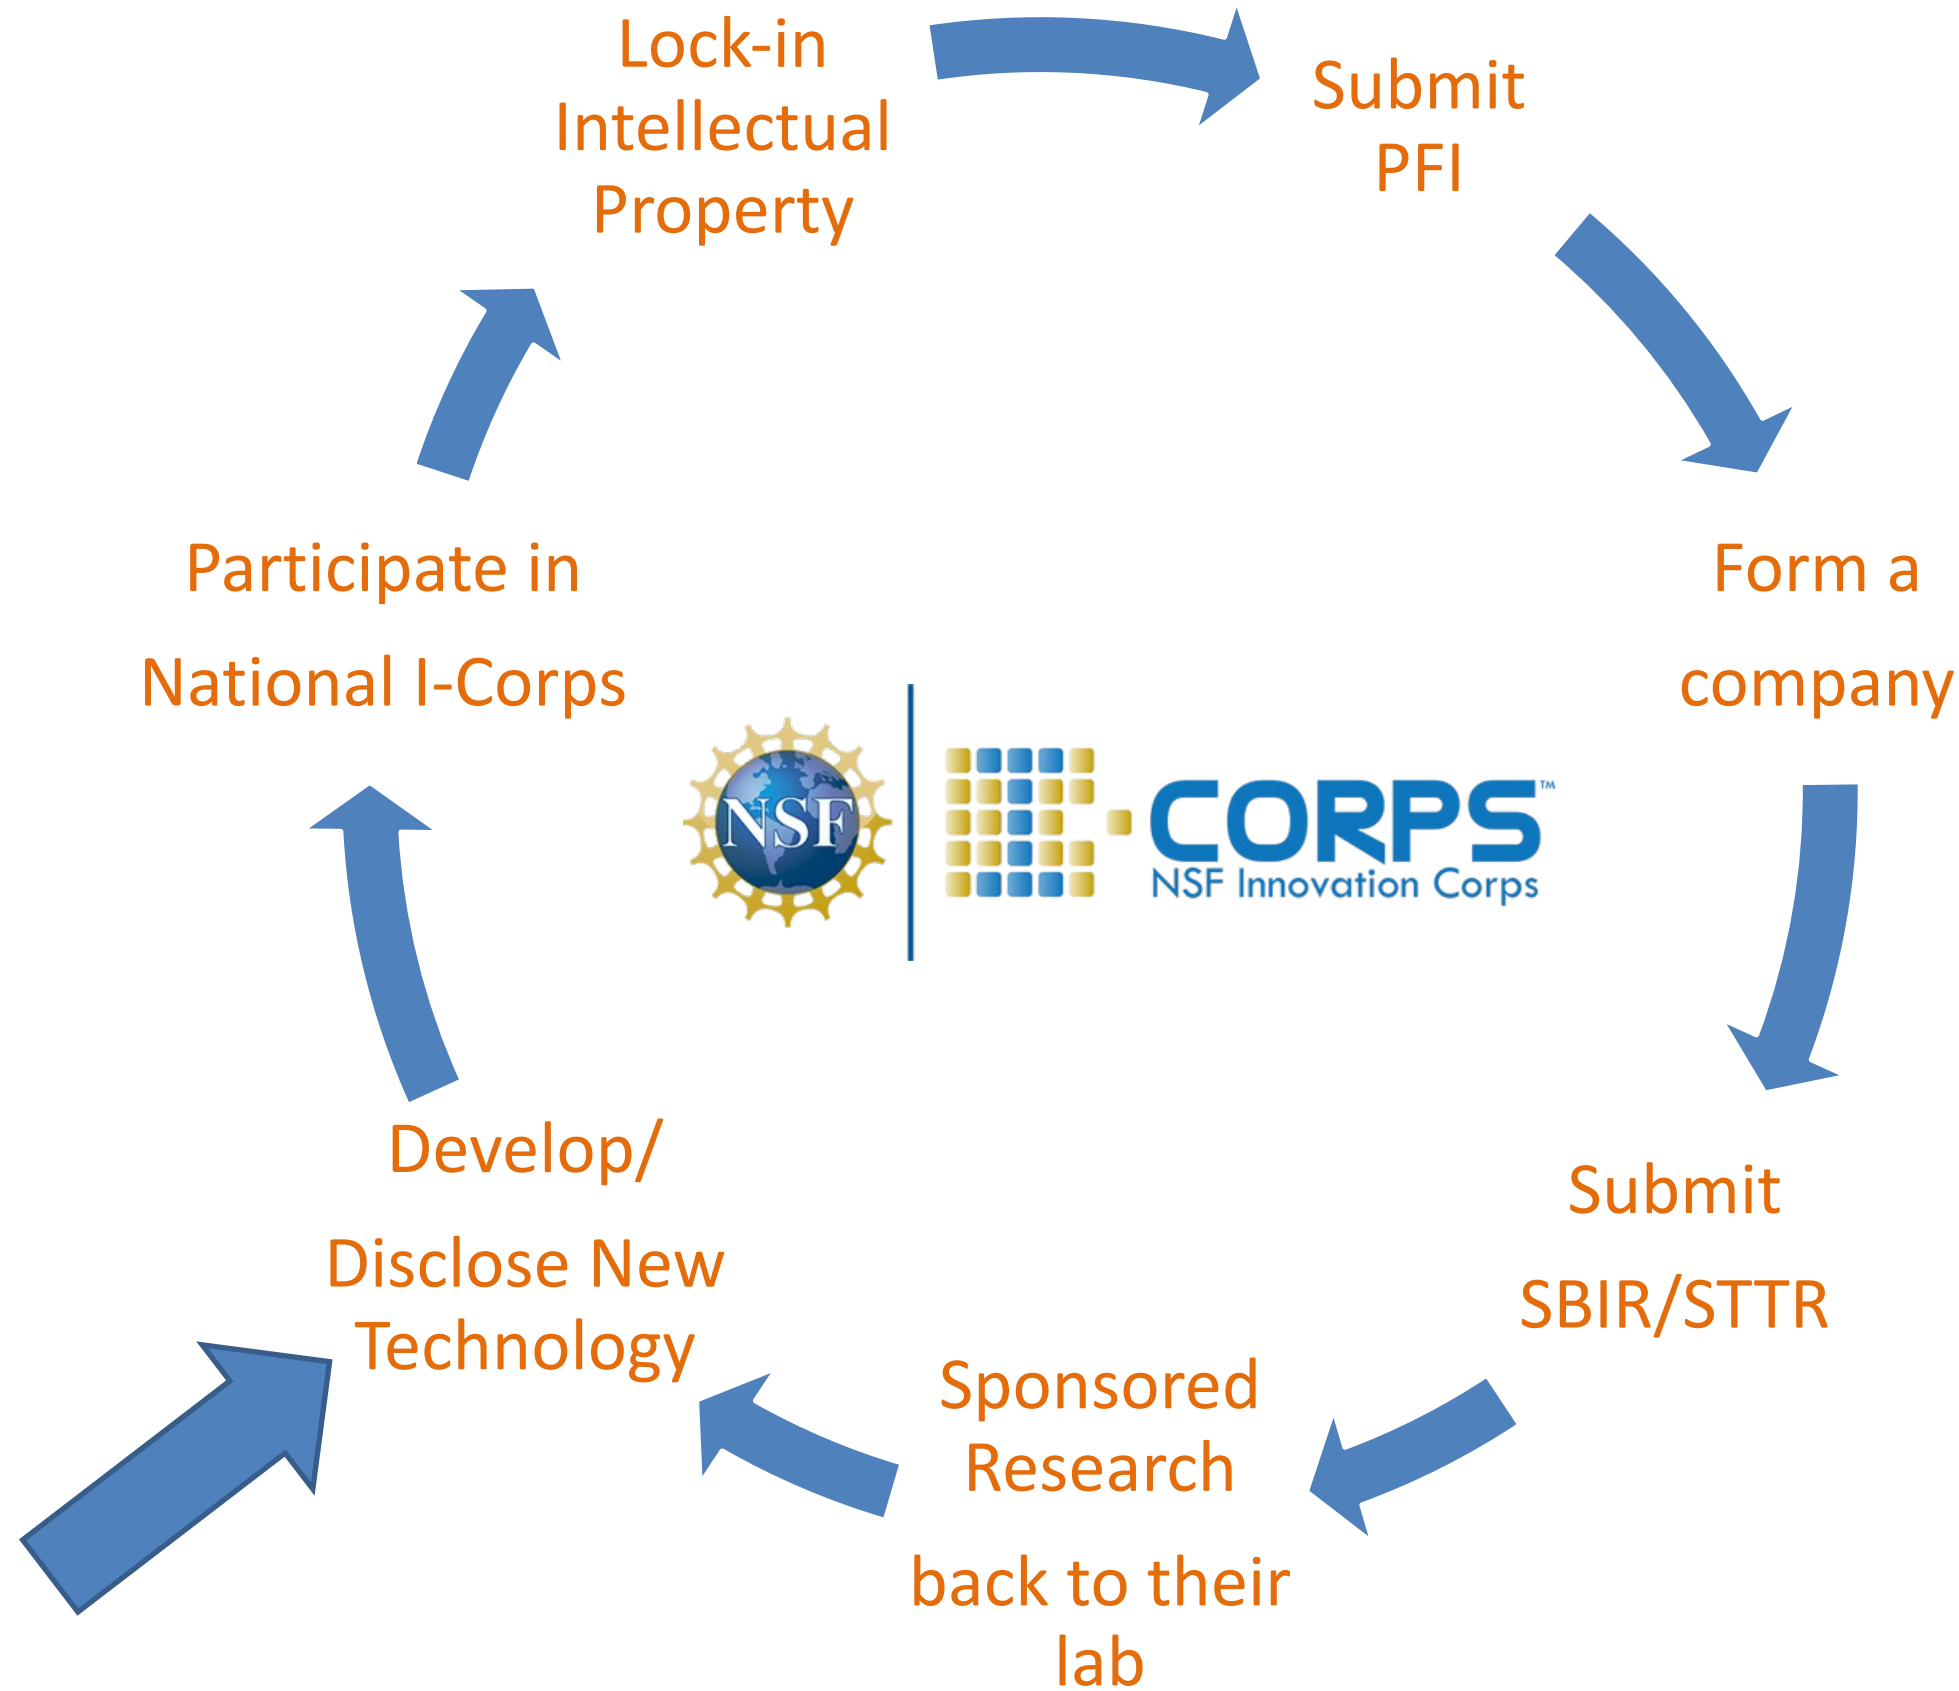 Lock-in
Intellectual
Property
Submit
PFI
Participate in
National I-Corps
Form a
company
NSF
I-CORPS™
NSF Innovation Corps
Develop/
Disclose New
Technology
Submit
SBIR/STTR
Sponsored
Research
back to their
lab